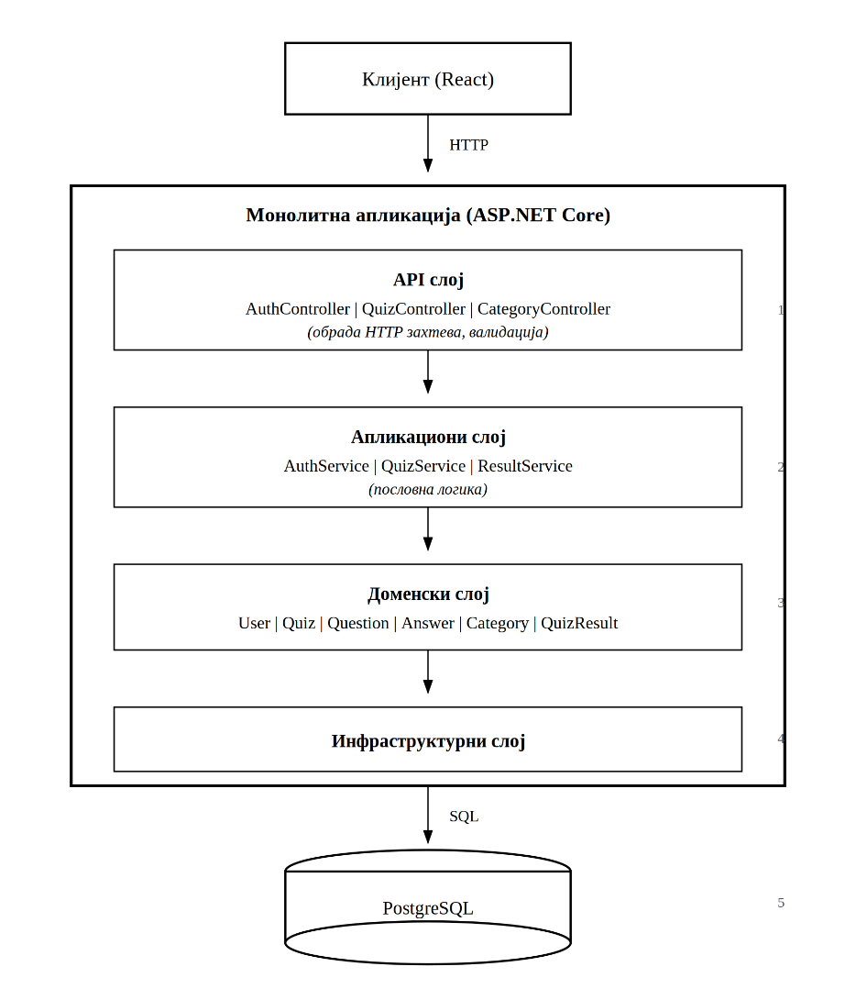 Клијент (React)
HTTP
Монолитна апликација (ASP.NET Core)
API слој
AuthController | QuizController | CategoryController
(обрада HTTP захтева, валидација)
1
Апликациони слој
AuthService | QuizService | ResultService
(пословна логика)
2
Доменски слој
User | Quiz | Question | Answer | Category | QuizResult
3
Инфраструктурни слој
4
SQL
PostgreSQL
5